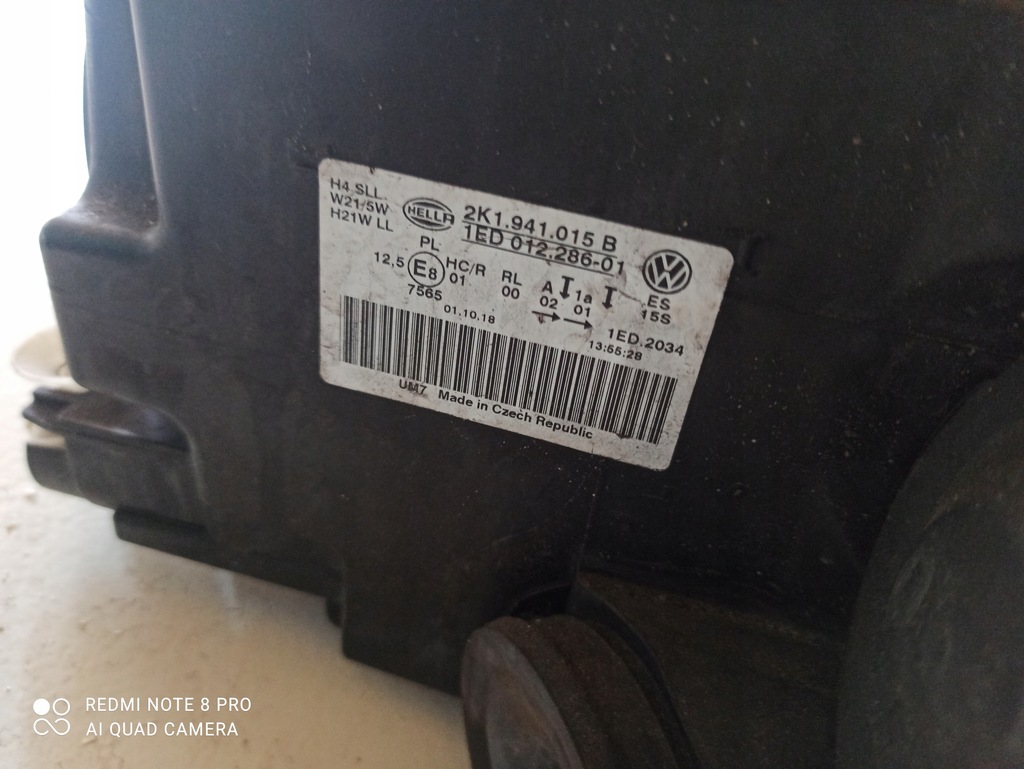 H4 SLL.
W21/5W
H21W LL
HELLA
2K1.941.015 B
1ED 012.286-01
PL
12,5 E8 HC/R RL A 1a ES
01 00 02 01 15S
7565
01.10.18
1ED.2034
13:55:28
UM7 Made in Czech Republic
REDMI NOTE 8 PRO
AI QUAD CAMERA